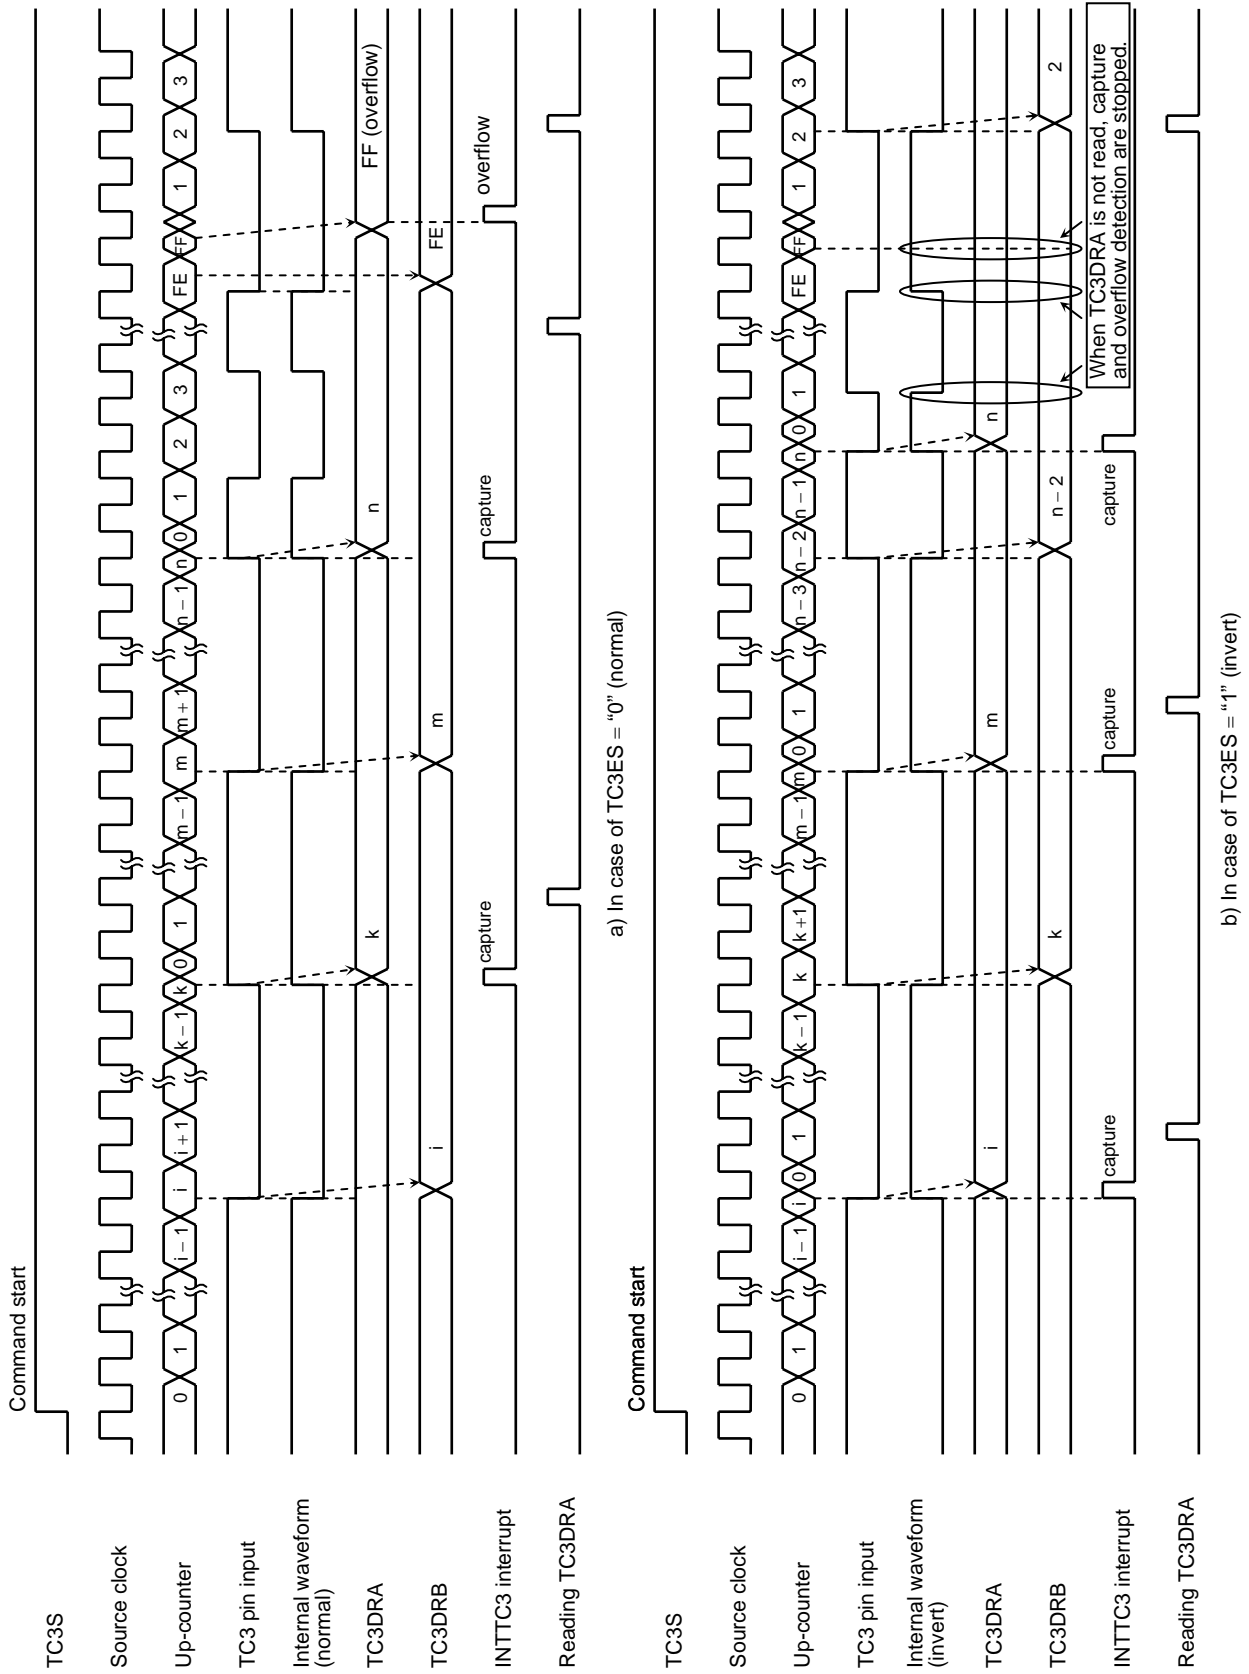 Command start
TC3S
Source clock
Up-counter 0 1 i − 1 i i + 1 k − 1 k 0 1 m − 1 m m + 1 n − 1 n 0 1 2 3 FE FF 1 2 3
TC3 pin input
Internal waveform
(normal)
TC3DRA k n FF (overflow)
TC3DRB i m FE
capture capture overflow
INTTC3 interrupt
Reading TC3DRA
a) In case of TC3ES = “0” (normal)
Command start
TC3S
Source clock
Up-counter 0 1 i − 1 i 0 1 k − 1 k k + 1 m − 1 m 0 1 n − 3 n − 2 n − 1 n 0 1 FE FF 1 2 3
TC3 pin input
Internal waveform
(invert)
TC3DRA i m n
TC3DRB k n − 2 2
capture capture capture
When TC3DRA is not read, capture
and overflow detection are stopped.
INTTC3 interrupt
Reading TC3DRA
b) In case of TC3ES = “1” (invert)